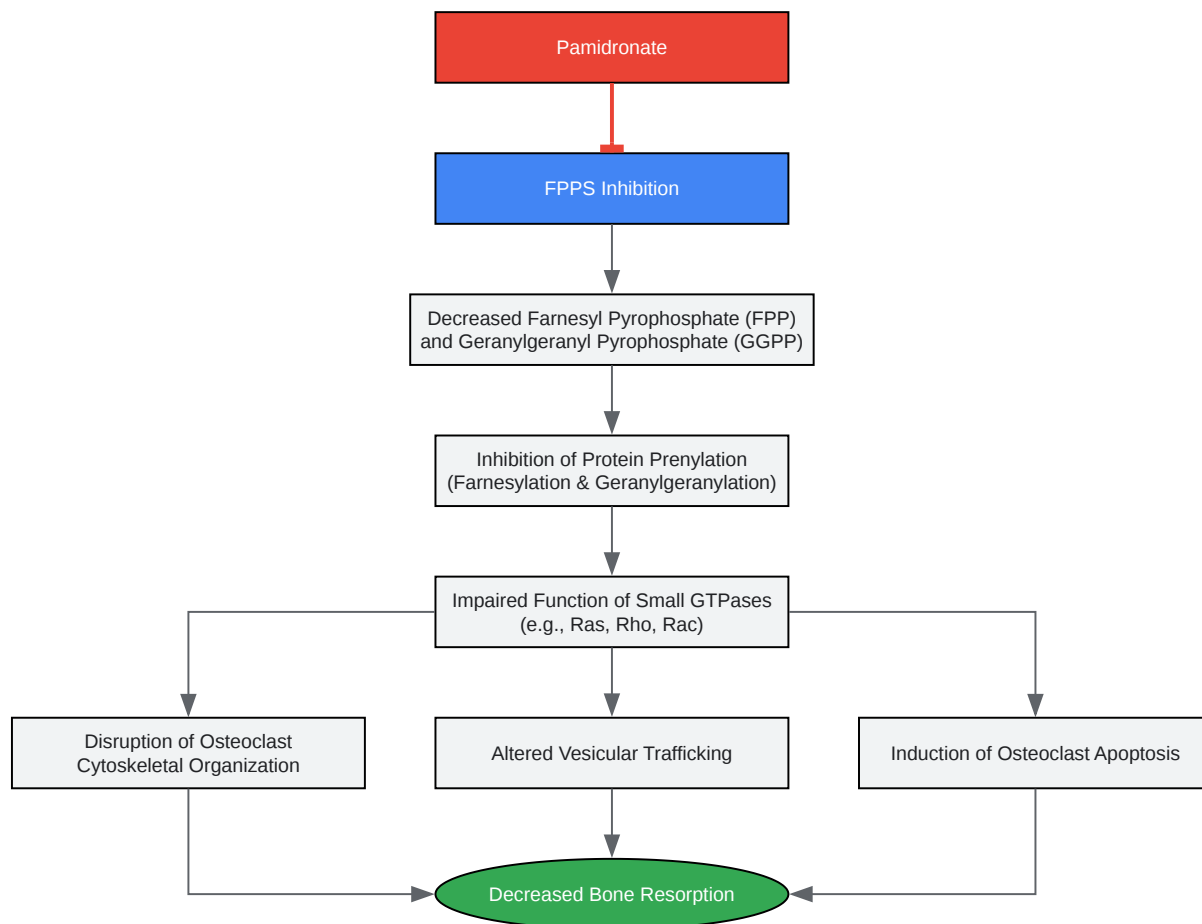 Pamidronate
FPPS Inhibition
Decreased Farnesyl Pyrophosphate (FPP)
and Geranylgeranyl Pyrophosphate (GGPP)
Inhibition of Protein Prenylation
(Farnesylation & Geranylgeranylation)
Impaired Function of Small GTPases
(e.g., Ras, Rho, Rac)
Disruption of Osteoclast
Cytoskeletal Organization
Altered Vesicular Trafficking
Induction of Osteoclast Apoptosis
Decreased Bone Resorption